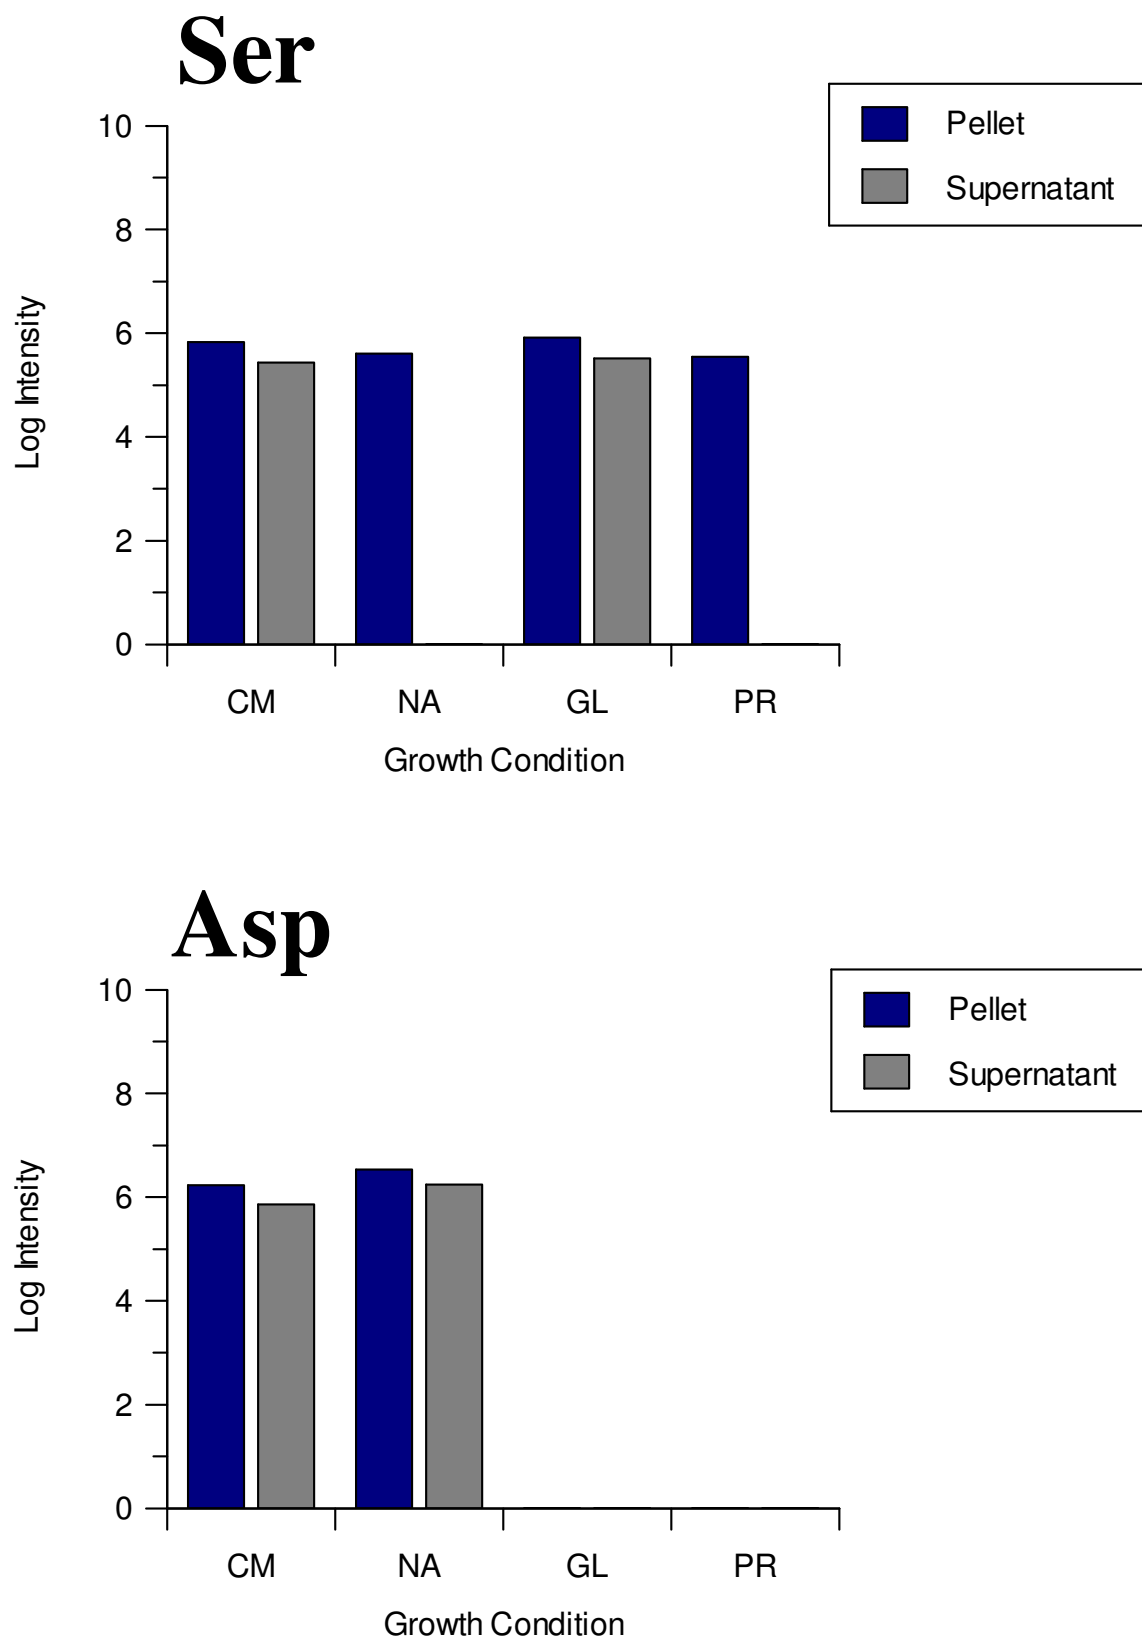 Ser
Pellet
Supernatant
10
8
6
4
2
0
Log Intensity
CM NA GL PR
Growth Condition
Asp
Pellet
Supernatant
10
8
6
4
2
0
Log Intensity
CM NA GL PR
Growth Condition